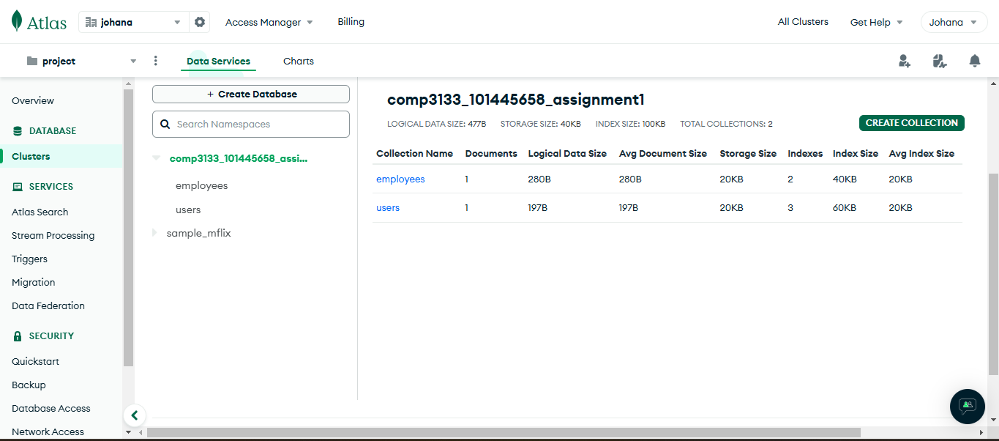 Atlas
johana
Access Manager
Billing
All Clusters
Get Help
Johana
project
Data Services
Charts
Overview
DATABASE
Clusters
SERVICES
Atlas Search
Stream Processing
Triggers
Migration
Data Federation
SECURITY
Quickstart
Backup
Database Access
Network Access
+ Create Database
Search Namespaces
comp3133_101445658_assi...
employees
users
sample_mflix
comp3133_101445658_assignment1
LOGICAL DATA SIZE: 477B STORAGE SIZE: 40KB INDEX SIZE: 100KB TOTAL COLLECTIONS: 2
CREATE COLLECTION
Collection Name Documents Logical Data Size Avg Document Size Storage Size Indexes Index Size Avg Index Size
employees 1 280B 280B 20KB 2 40KB 20KB
users 1 197B 197B 20KB 3 60KB 20KB